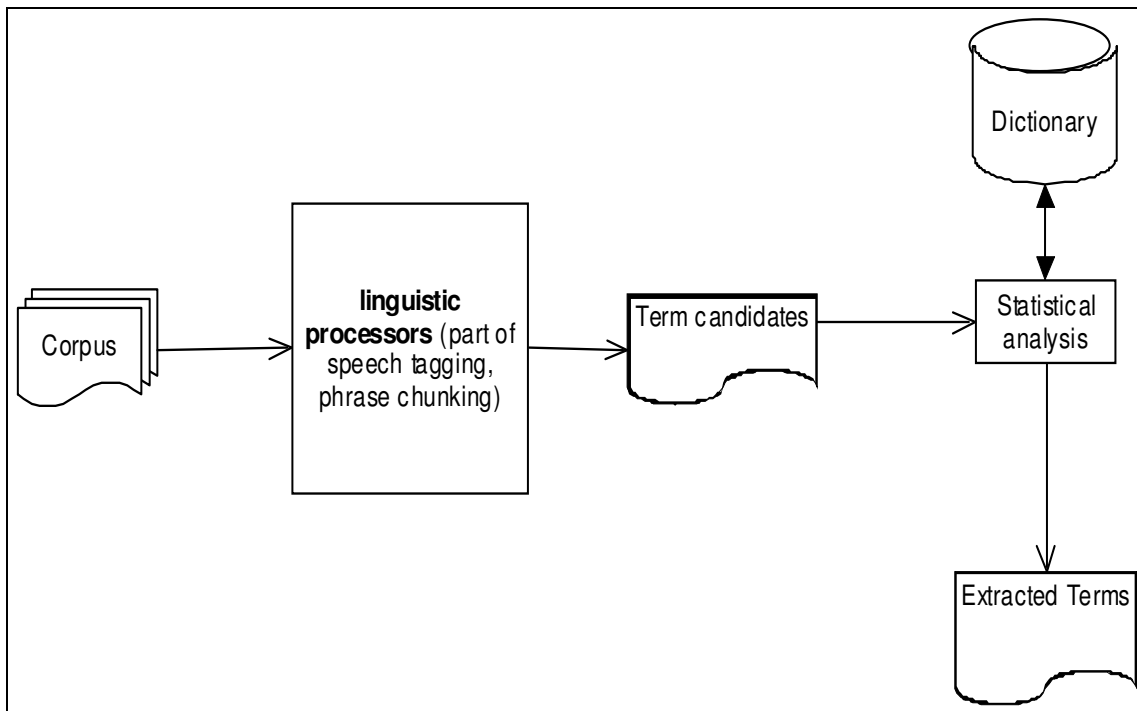 Dictionary
Corpus
linguistic
processors (part of
speech tagging,
phrase chunking)
Term candidates
Statistical
analysis
Extracted Terms